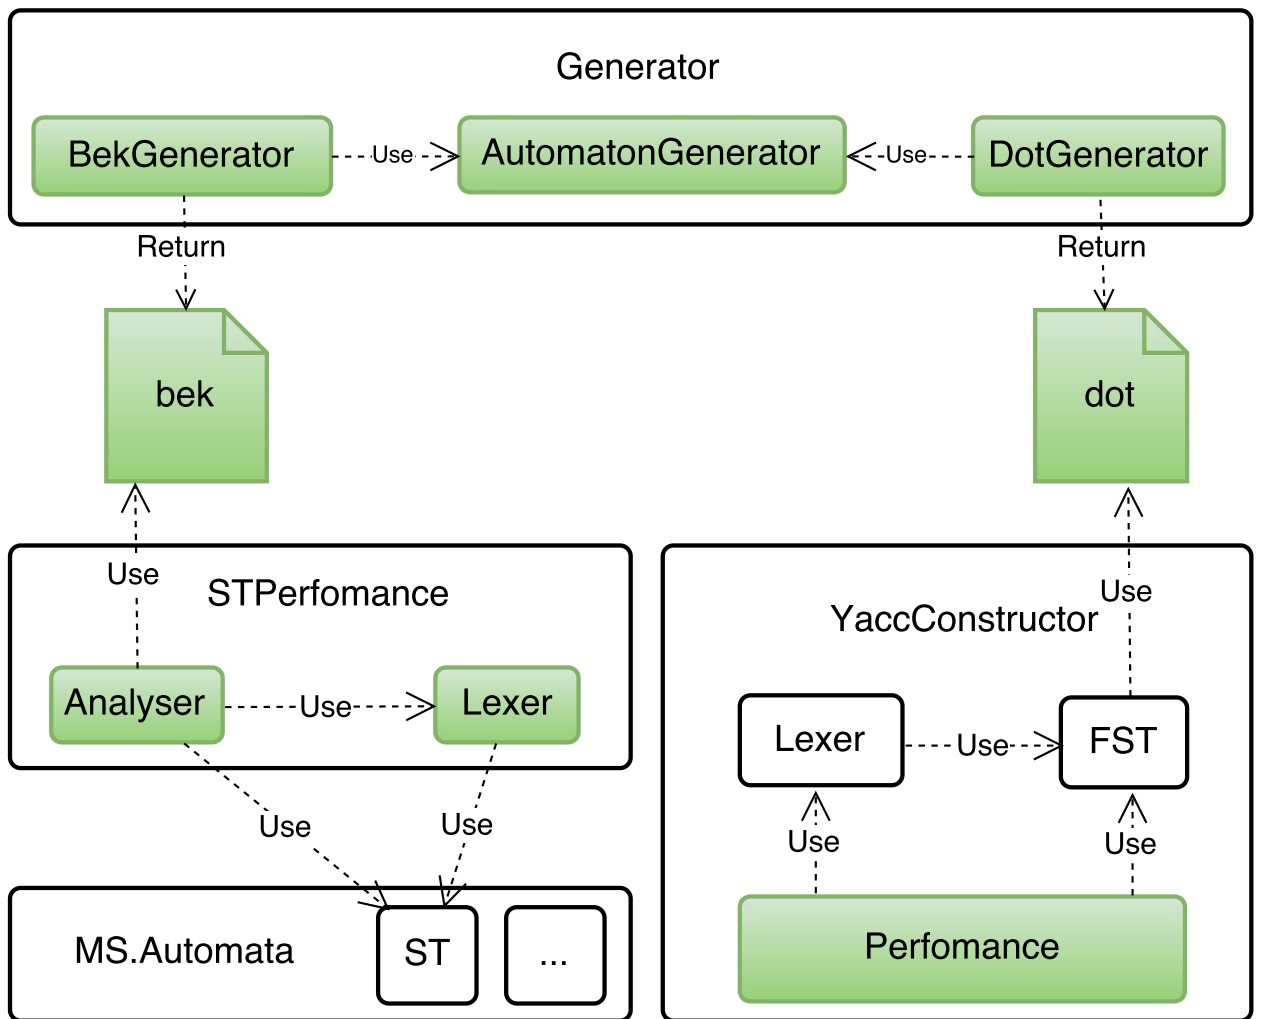 Generator
BekGenerator
Use
AutomatonGenerator
Use
DotGenerator
Return
Return
bek
dot
Use
STPerfomance
Analyser
Use
Lexer
Use
Use
MS.Automata
ST
...
Use
YaccConstructor
Lexer
Use
FST
Use
Use
Perfomance